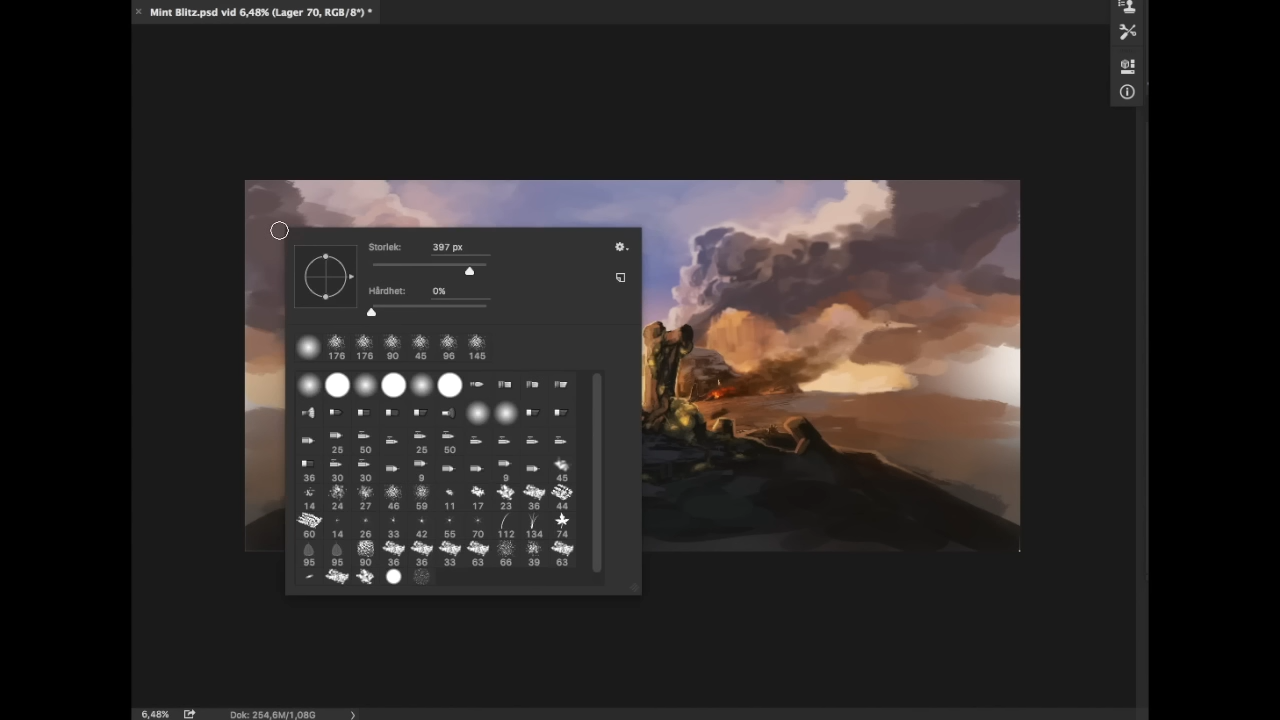 × Mint Blitz.psd vid 6,48% (Lager 70, RGB/8*) *
Storlek: 397 px
Hårdhet: 0%
176 176 90 45 96 145
25 50 25 50
36 30 30 9 9 45
14 24 27 46 59 11 17 23 36 44
60 14 26 33 42 55 70 112 134 74
95 95 90 36 36 33 63 66 39 63
6,48% Dok: 254,6M/1,08G